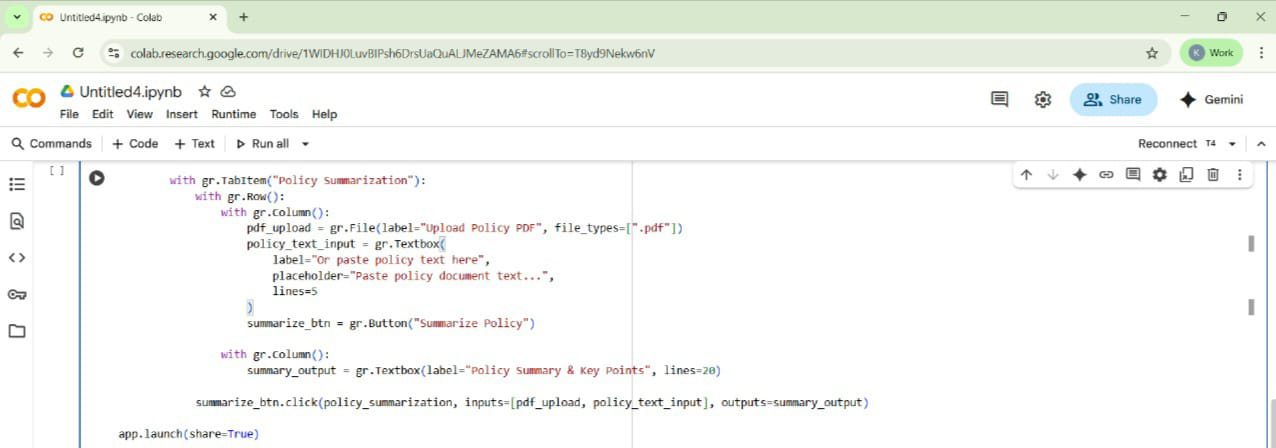 Untitled4.ipynb - Colab
colab.research.google.com/drive/1WIDHJ0LuvBIPsh6DrsUaQuALJMeZAMA6#scrollTo=T8yd9Nekw6nV
K Work
CO Untitled4.ipynb
File Edit View Insert Runtime Tools Help
Share
Gemini
Commands + Code + Text Run all
Reconnect T4
[ ]
with gr.TabItem("Policy Summarization"):
with gr.Row():
with gr.Column():
pdf_upload = gr.File(label="Upload Policy PDF", file_types=[".pdf"])
policy_text_input = gr.Textbox(
label="Or paste policy text here",
placeholder="Paste policy document text...",
lines=5
)
summarize_btn = gr.Button("Summarize Policy")
with gr.Column():
summary_output = gr.Textbox(label="Policy Summary & Key Points", lines=20)
summarize_btn.click(policy_summarization, inputs=[pdf_upload, policy_text_input], outputs=summary_output)
app.launch(share=True)